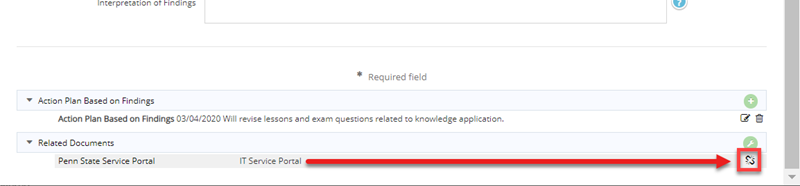 Interpretation of Findings
?
* Required field
Action Plan Based on Findings
Action Plan Based on Findings 03/04/2020 Will revise lessons and exam questions related to knowledge application.
Related Documents
Penn State Service Portal IT Service Portal